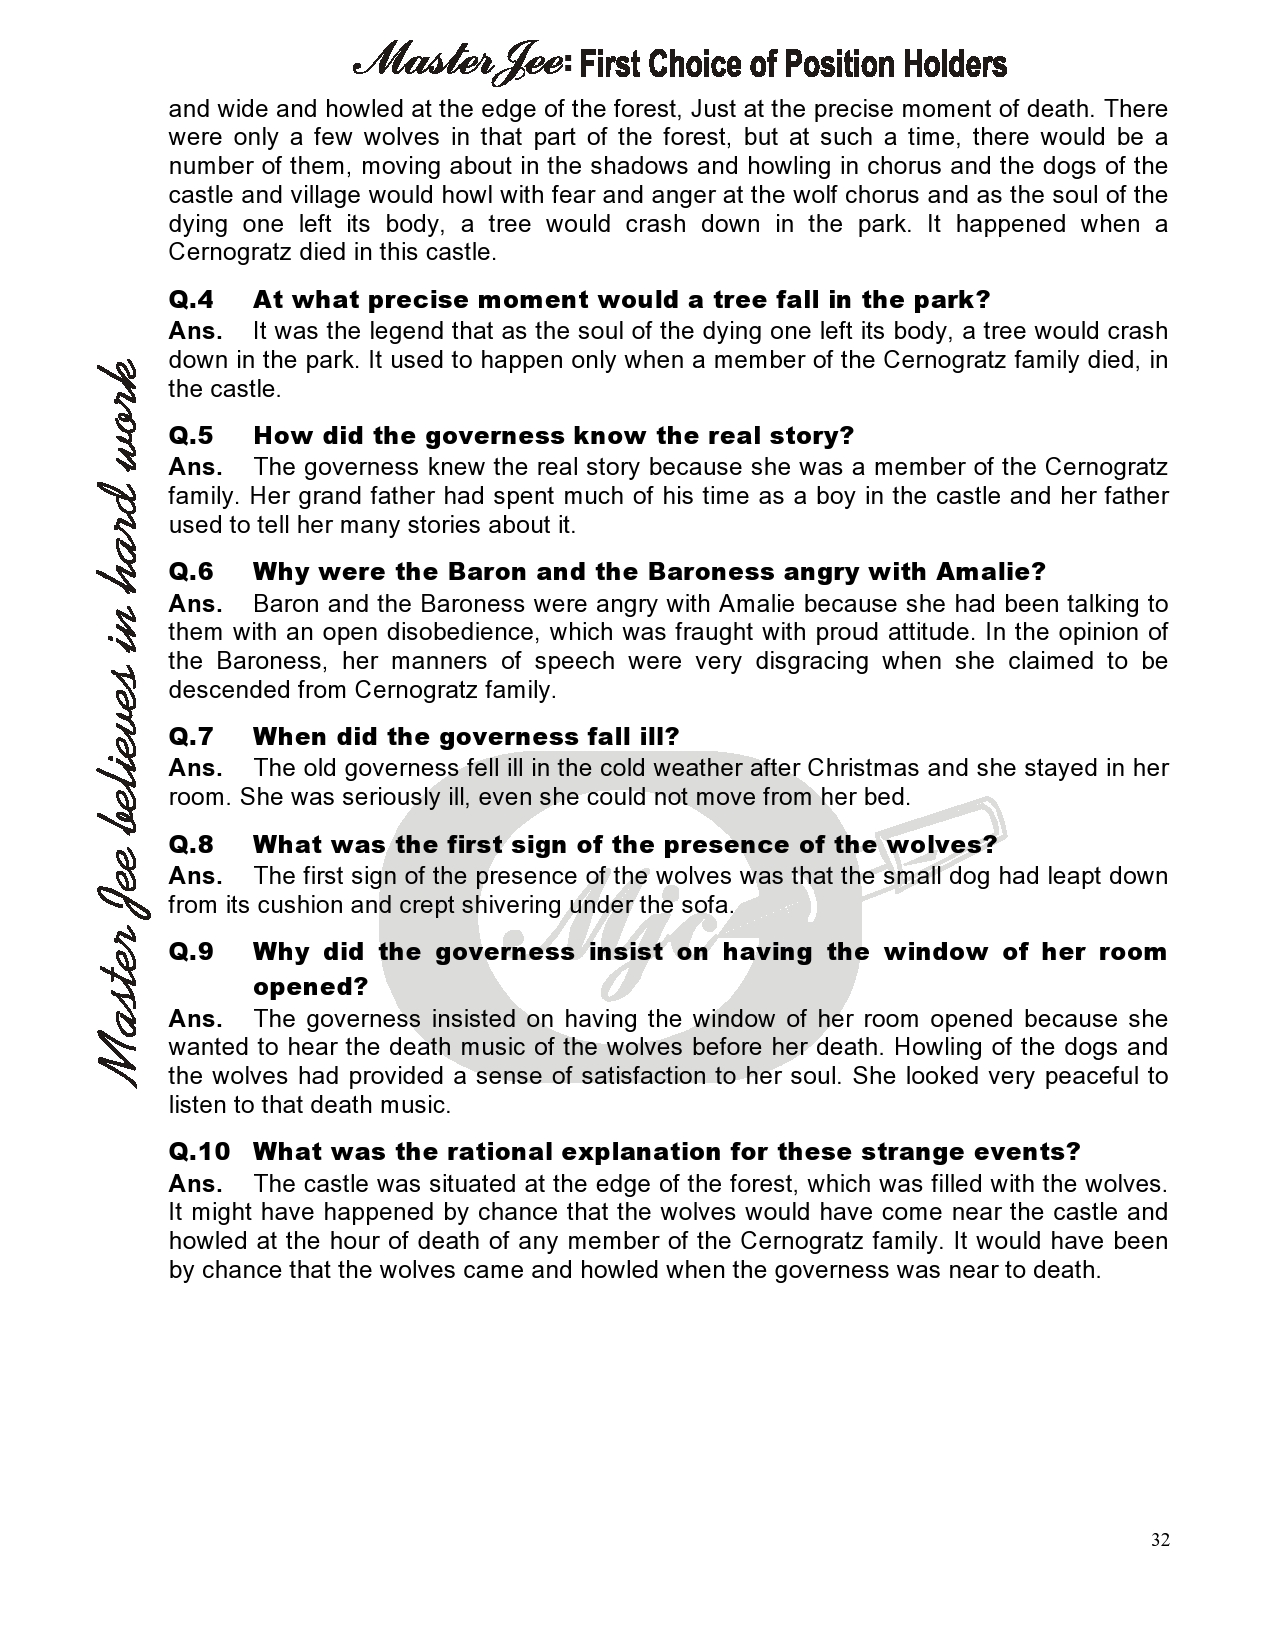 Master Jee: First Choice of Position Holders
and wide and howled at the edge of the forest, Just at the precise moment of death. There
were only a few wolves in that part of the forest, but at such a time, there would be a
number of them, moving about in the shadows and howling in chorus and the dogs of the
castle and village would howl with fear and anger at the wolf chorus and as the soul of the
dying one left its body, a tree would crash down in the park. It happened when a
Cernogratz died in this castle.
Q.4 At what precise moment would a tree fall in the park?
Ans. It was the legend that as the soul of the dying one left its body, a tree would crash
down in the park. It used to happen only when a member of the Cernogratz family died, in
the castle.
Q.5 How did the governess know the real story?
Ans. The governess knew the real story because she was a member of the Cernogratz
family. Her grand father had spent much of his time as a boy in the castle and her father
used to tell her many stories about it.
Q.6 Why were the Baron and the Baroness angry with Amalie?
Ans. Baron and the Baroness were angry with Amalie because she had been talking to
them with an open disobedience, which was fraught with proud attitude. In the opinion of
the Baroness, her manners of speech were very disgracing when she claimed to be
descended from Cernogratz family.
Q.7 When did the governess fall ill?
Ans. The old governess fell ill in the cold weather after Christmas and she stayed in her
room. She was seriously ill, even she could not move from her bed.
Q.8 What was the first sign of the presence of the wolves?
Ans. The first sign of the presence of the wolves was that the small dog had leapt down
from its cushion and crept shivering under the sofa.
Q.9 Why did the governess insist on having the window of her room
opened?
Ans. The governess insisted on having the window of her room opened because she
wanted to hear the death music of the wolves before her death. Howling of the dogs and
the wolves had provided a sense of satisfaction to her soul. She looked very peaceful to
listen to that death music.
Q.10 What was the rational explanation for these strange events?
Ans. The castle was situated at the edge of the forest, which was filled with the wolves.
It might have happened by chance that the wolves would have come near the castle and
howled at the hour of death of any member of the Cernogratz family. It would have been
by chance that the wolves came and howled when the governess was near to death.
Master Jee believes in hard work
Mjc
32